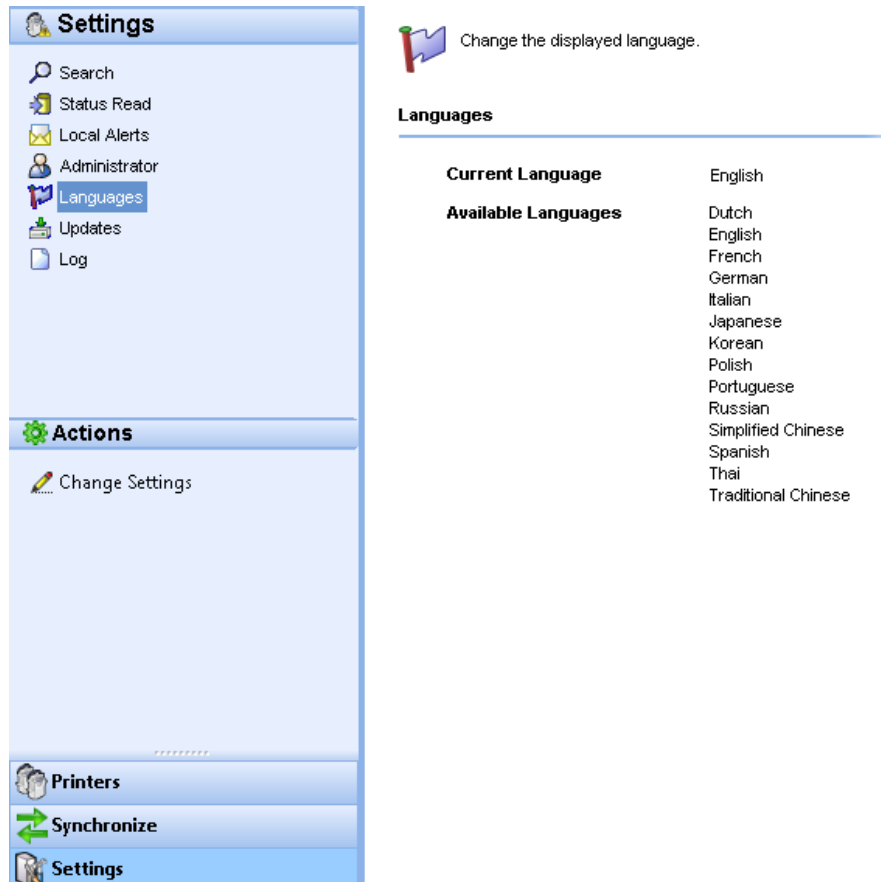 Settings
Search
Status Read
Local Alerts
Administrator
Languages
Updates
Log
Actions
Change Settings
Printers
Synchronize
Settings
Change the displayed language.
Languages
Current Language English
Available Languages Dutch
English
French
German
Italian
Japanese
Korean
Polish
Portuguese
Russian
Simplified Chinese
Spanish
Thai
Traditional Chinese